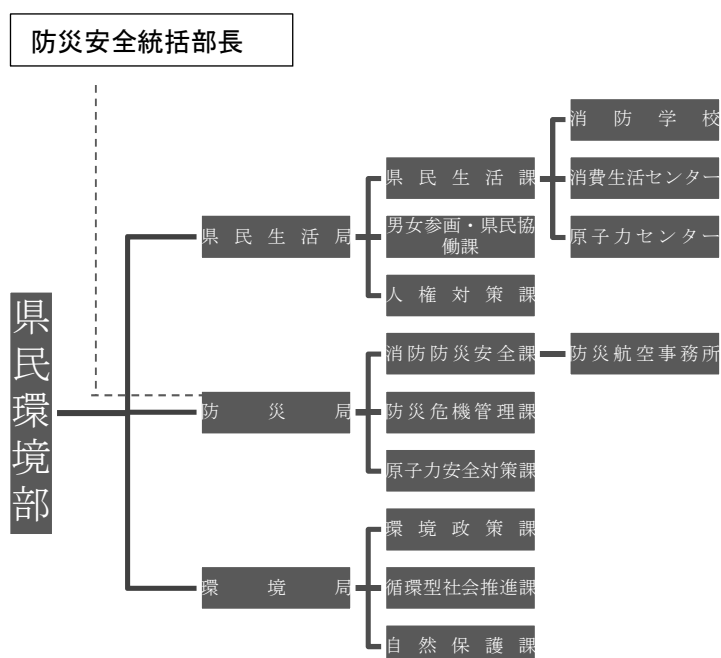 防災安全統括部長
県民環境部
県民生活局
県民生活課
消防学校
消費生活センター
原子力センター
男女参画・県民協
働課
人権対策課
防災局
消防防災安全課
防災航空事務所
防災危機管理課
原子力安全対策課
環境局
環境政策課
循環型社会推進課
自然保護課